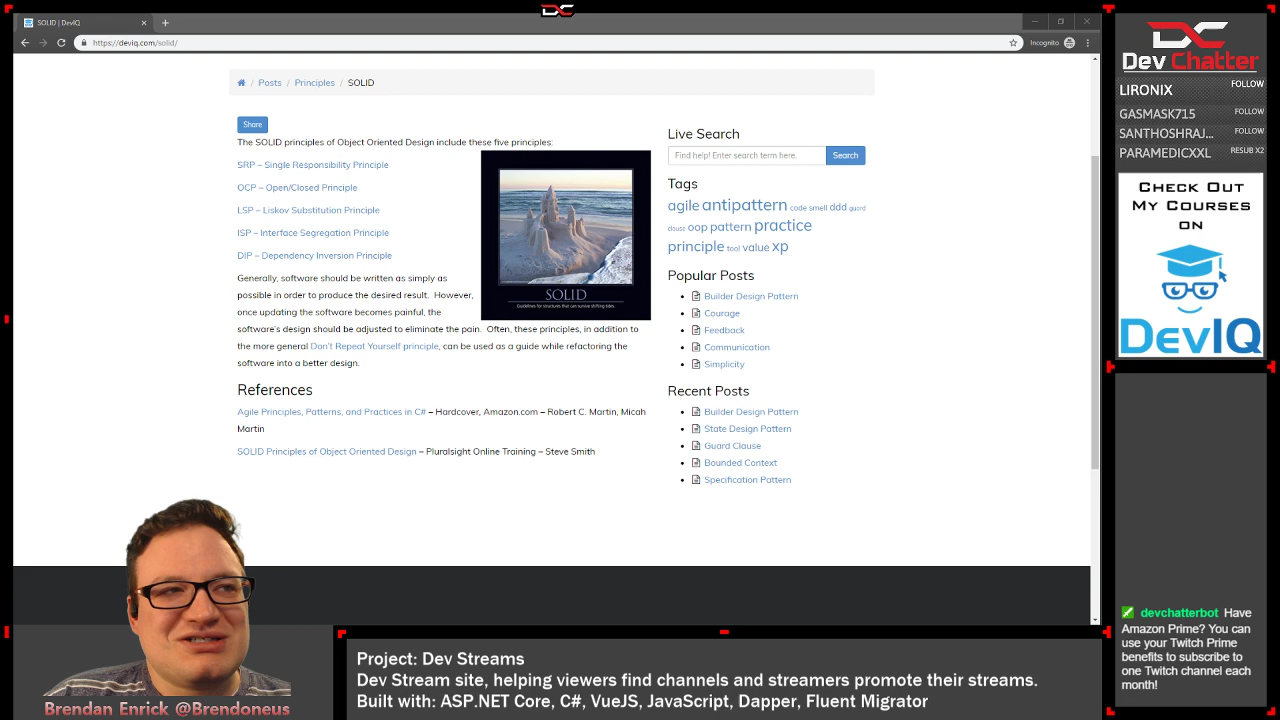 DC
SOLID | DevIQ
https://deviq.com/solid/
Incognito
/ Posts / Principles / SOLID
Share
The SOLID principles of Object Oriented Design include these five principles:
SRP – Single Responsibility Principle
OCP – Open/Closed Principle
LSP – Liskov Substitution Principle
ISP – Interface Segregation Principle
DIP – Dependency Inversion Principle
SOLID
Guidelines for structures that can survive shifting tides.
Generally, software should be written as simply as
possible in order to produce the desired result. However,
once updating the software becomes painful, the
software's design should be adjusted to eliminate the pain. Often, these principles, in addition to
the more general Don't Repeat Yourself principle, can be used as a guide while refactoring the
software into a better design.
References
Agile Principles, Patterns, and Practices in C# – Hardcover, Amazon.com – Robert C. Martin, Micah
Martin
SOLID Principles of Object Oriented Design – Pluralsight Online Training – Steve Smith
Live Search
Find help! Enter search term here.
Search
Tags
agile antipattern code smell ddd guard
clause oop pattern practice
principle tool value xp
Popular Posts
Builder Design Pattern
Courage
Feedback
Communication
Simplicity
Recent Posts
Builder Design Pattern
State Design Pattern
Guard Clause
Bounded Context
Specification Pattern
DC
Dev Chatter
LIRONIX FOLLOW
GASMASK715 FOLLOW
SANTHOSHRAJ... FOLLOW
PARAMEDICXXL RESUB X2
CHECK OUT
MY COURSES
ON
DevIQ
devchatterbot Have
Amazon Prime? You can
use your Twitch Prime
benefits to subscribe to
one Twitch channel each
month!
Brendan Enrick @Brendoneus
Project: Dev Streams
Dev Stream site, helping viewers find channels and streamers promote their streams.
Built with: ASP.NET Core, C#, VueJS, JavaScript, Dapper, Fluent Migrator